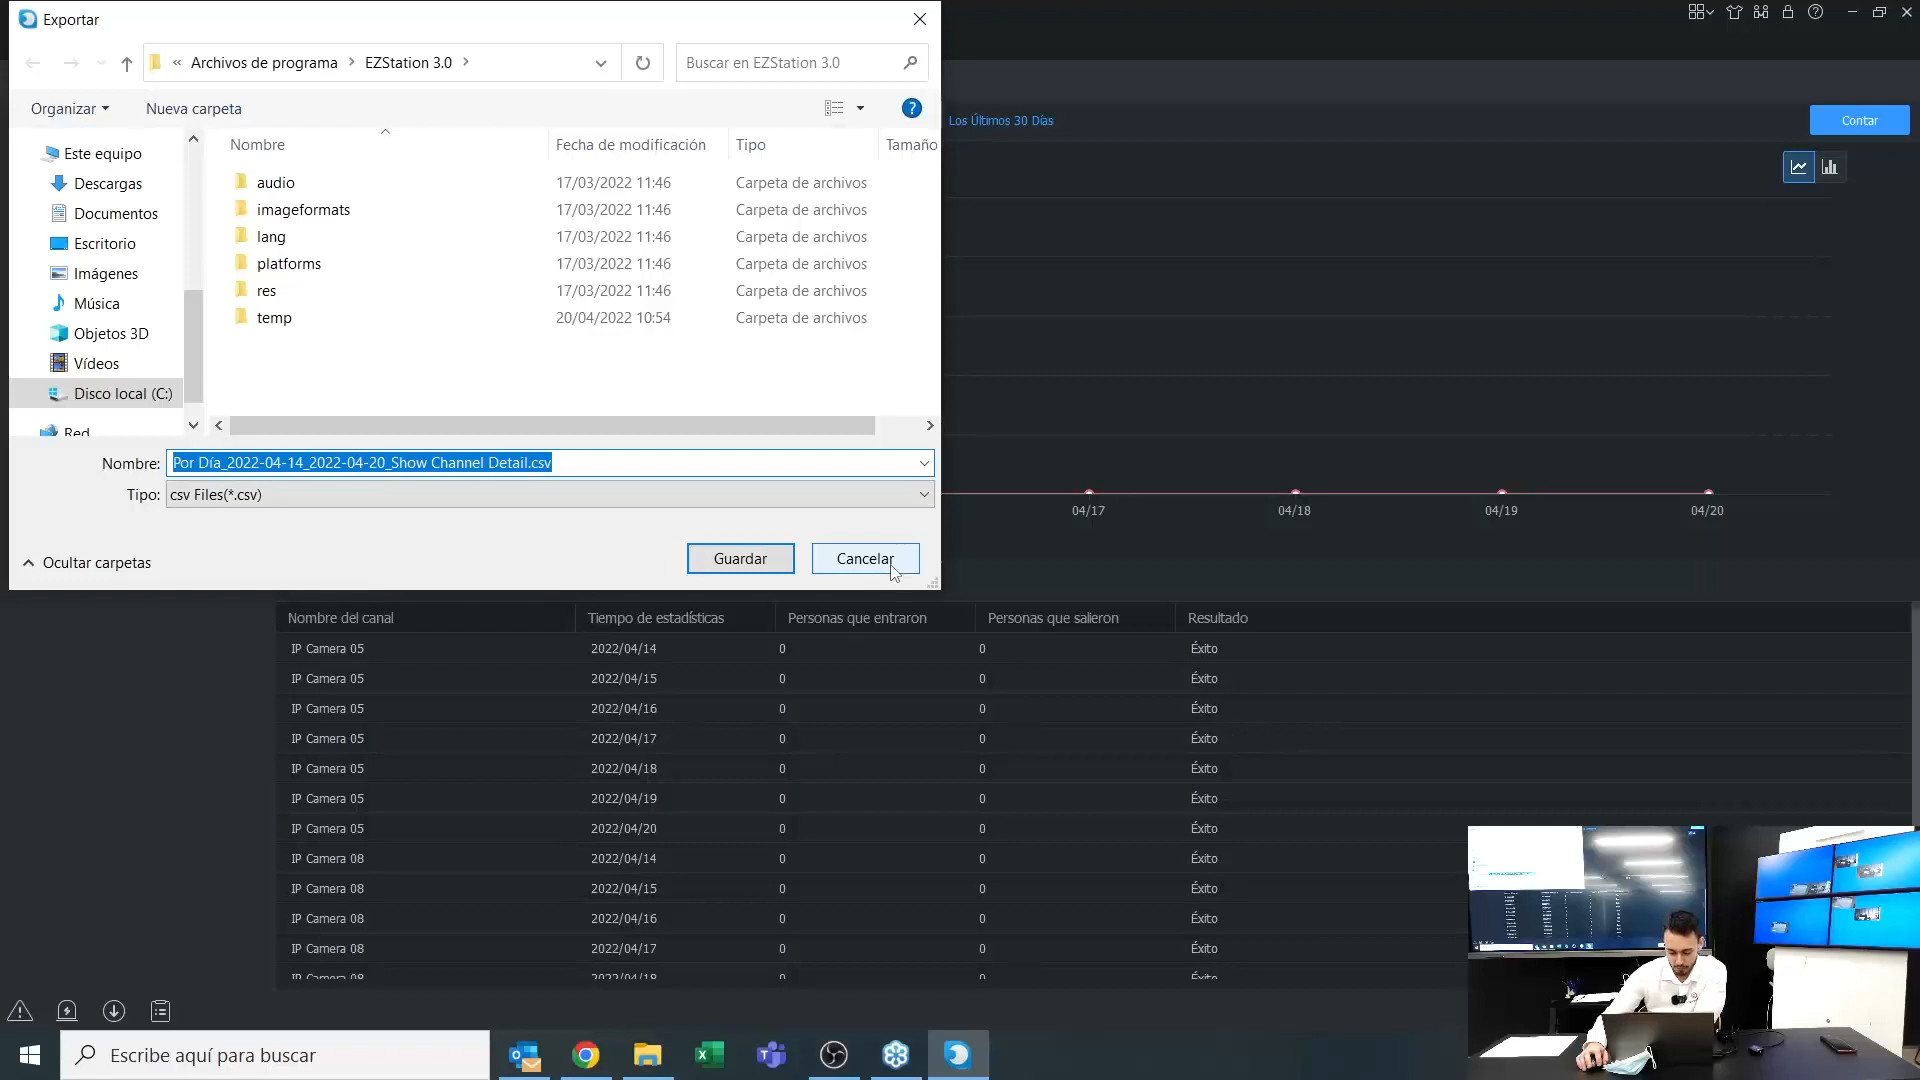 Exportar
« Archivos de programa › EZStation 3.0 ›
Buscar en EZStation 3.0
Organizar
Nueva carpeta
?
Este equipo
Descargas
Documentos
Escritorio
Imágenes
Música
Objetos 3D
Vídeos
Disco local (C:)
Red
Nombre Fecha de modificación Tipo Tamaño
audio 17/03/2022 11:46 Carpeta de archivos
imageformats 17/03/2022 11:46 Carpeta de archivos
lang 17/03/2022 11:46 Carpeta de archivos
platforms 17/03/2022 11:46 Carpeta de archivos
res 17/03/2022 11:46 Carpeta de archivos
temp 20/04/2022 10:54 Carpeta de archivos
Nombre: Por Día_2022-04-14_2022-04-20_Show Channel Detail.csv
Tipo: csv Files(*.csv)
Ocultar carpetas
Guardar
Cancelar
Los Últimos 30 Días
Contar
04/17 04/18 04/19 04/20
Nombre del canal Tiempo de estadísticas Personas que entraron Personas que salieron Resultado
IP Camera 05 2022/04/14 0 0 Éxito
IP Camera 05 2022/04/15 0 0 Éxito
IP Camera 05 2022/04/16 0 0 Éxito
IP Camera 05 2022/04/17 0 0 Éxito
IP Camera 05 2022/04/18 0 0 Éxito
IP Camera 05 2022/04/19 0 0 Éxito
IP Camera 05 2022/04/20 0 0 Éxito
IP Camera 08 2022/04/14 0 0 Éxito
IP Camera 08 2022/04/15 0 0 Éxito
IP Camera 08 2022/04/16 0 0 Éxito
IP Camera 08 2022/04/17 0 0 Éxito
IP Camera 08 2022/04/18 0 0 Éxito
Escribe aquí para buscar